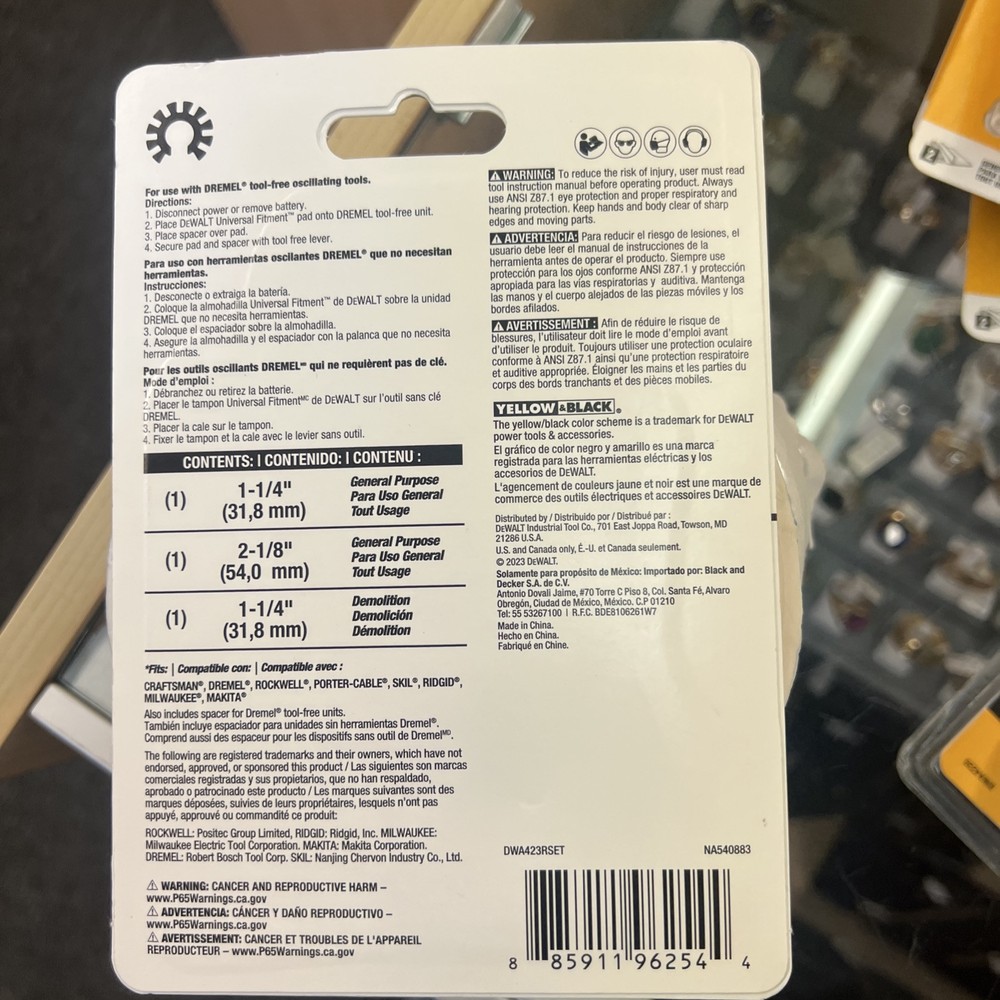 For use with DREMEL® tool-free oscillating tools.
Directions:
1. Disconnect power or remove battery.
2. Place DEWALT Universal Fitment™ pad onto DREMEL tool-free unit.
3. Place spacer over pad.
4. Secure pad and spacer with tool free lever.
Para uso con herramientas oscilantes DREMEL® que no necesitan
herramientas.
Instrucciones:
1. Desconecte o extraiga la batería.
2. Coloque la almohadilla Universal Fitment™ de DEWALT sobre la unidad
DREMEL que no necesita herramientas.
3. Coloque el espaciador sobre la almohadilla.
4. Asegure la almohadilla y el espaciador con la palanca que no necesita
herramientas.
Pour les outils oscillants DREMEL🅪 qui ne requièrent pas de clé.
Mode d'emploi :
1. Débranchez ou retirez la batterie.
2. Placer le tampon Universal Fitment🅪 de DEWALT sur l'outil sans clé
DREMEL.
3. Placer la cale sur le tampon.
4. Fixer le tampon et la cale avec le levier sans outil.
CONTENTS: | CONTENIDO: | CONTENU :
(1) 1-1/4" (31,8 mm) General Purpose
Para Uso General
Tout Usage
(1) 2-1/8" (54,0 mm) General Purpose
Para Uso General
Tout Usage
(1) 1-1/4" (31,8 mm) Demolition
Demolición
Démolition
*Fits: | Compatible con: | Compatible avec :
CRAFTSMAN®, DREMEL®, ROCKWELL®, PORTER-CABLE®, SKIL®, RIDGID®,
MILWAUKEE®, MAKITA®
Also includes spacer for Dremel® tool-free units.
También incluye espaciador para unidades sin herramientas Dremel®.
Comprend aussi des espaceur pour les dispositifs sans outil de Dremel🅫.
The following are registered trademarks and their owners, which have not
endorsed, approved, or sponsored this product / Las siguientes son marcas
comerciales registradas y sus propietarios, que no han respaldado,
aprobado o patrocinado este producto / Les marques suivantes sont des
marques déposées, suivies de leurs propriétaires, lesquels n'ont pas
appuyé, approuvé ou commandité ce produit:
ROCKWELL: Positec Group Limited, RIDGID: Ridgid, Inc. MILWAUKEE:
Milwaukee Electric Tool Corporation. MAKITA: Makita Corporation.
DREMEL: Robert Bosch Tool Corp. SKIL: Nanjing Chervon Industry Co., Ltd.
⚠ WARNING: CANCER AND REPRODUCTIVE HARM –
www.P65Warnings.ca.gov
⚠ ADVERTENCIA: CÁNCER Y DAÑO REPRODUCTIVO –
www.P65Warnings.ca.gov
⚠ AVERTISSEMENT: CANCER ET TROUBLES DE L'APPAREIL
REPRODUCTEUR – www.P65Warnings.ca.gov
⚠ WARNING: To reduce the risk of injury, user must read
tool instruction manual before operating product. Always
use ANSI Z87.1 eye protection and proper respiratory and
hearing protection. Keep hands and body clear of sharp
edges and moving parts.
⚠ ADVERTENCIA: Para reducir el riesgo de lesiones, el
usuario debe leer el manual de instrucciones de la
herramienta antes de operar el producto. Siempre use
protección para los ojos conforme ANSI Z87.1 y protección
apropiada para las vías respiratorias y auditiva. Mantenga
las manos y el cuerpo alejados de las piezas móviles y los
bordes afilados.
⚠ AVERTISSEMENT : Afin de réduire le risque de
blessures, l'utilisateur doit lire le mode d'emploi avant
d'utiliser le produit. Toujours utiliser une protection oculaire
conforme à ANSI Z87.1 ainsi qu'une protection respiratoire
et auditive appropriée. Éloigner les mains et les parties du
corps des bords tranchants et des pièces mobiles.
YELLOW &BLACK®
The yellow/black color scheme is a trademark for DEWALT
power tools & accessories.
El gráfico de color negro y amarillo es una marca
registrada para las herramientas eléctricas y los
accesorios de DEWALT.
L'agencement de couleurs jaune et noir est une marque de
commerce des outils électriques et accessoires DEWALT.
Distributed by / Distribuido por / Distribué par :
DEWALT Industrial Tool Co., 701 East Joppa Road, Towson, MD
21286 U.S.A.
U.S. and Canada only, É.-U. et Canada seulement.
© 2023 DEWALT.
Solamente para propósito de México: Importado por: Black and
Decker S.A. de C.V.
Antonio Dovali Jaime, #70 Torre C Piso 8, Col. Santa Fé, Alvaro
Obregón, Ciudad de México, México. C.P 01210
Tel: 55 53267100 | R.F.C. BDE8106261W7
Made in China.
Hecho en China.
Fabriqué en Chine.
DWA423RSET NA540883
8 85911 96254 4